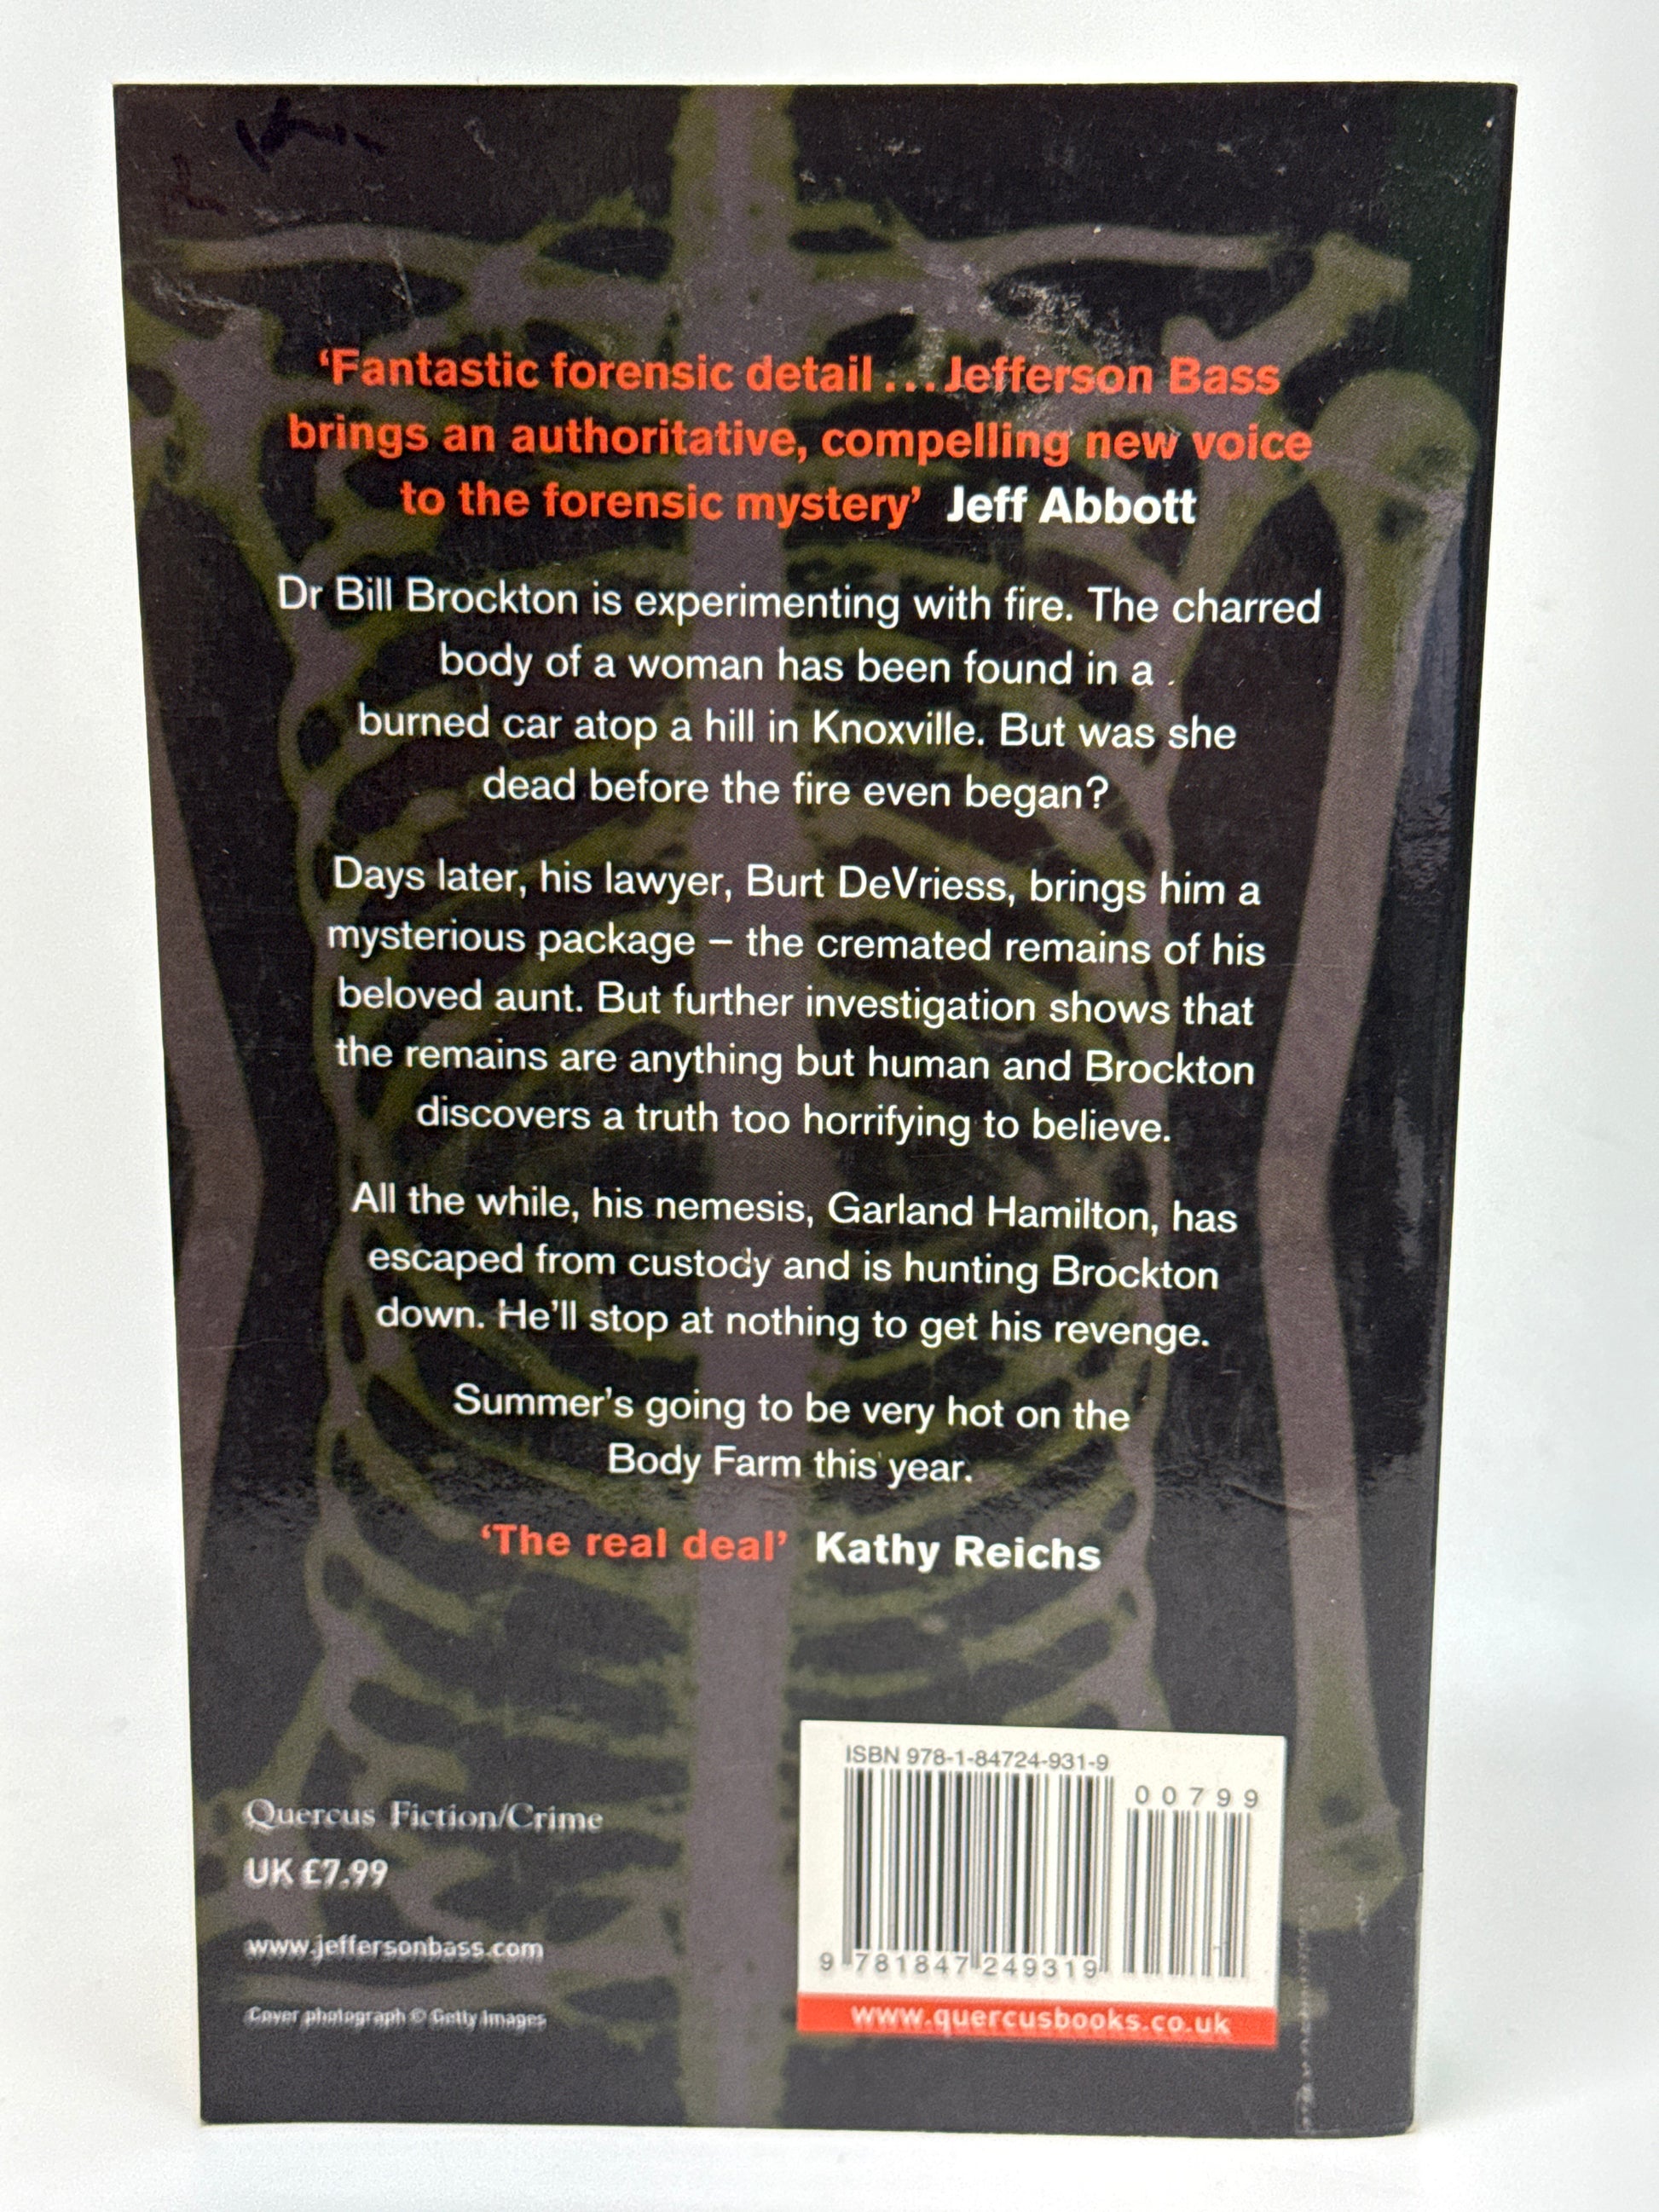 ‘Fantastic forensic detail ... Jefferson Bass
brings an authoritative, compelling new voice
to the forensic mystery’ Jeff Abbott
Dr Bill Brockton is experimenting with fire. The charred
body of a woman has been found in a
burned car atop a hill in Knoxville. But was she
dead before the fire even began?
Days later, his lawyer, Burt DeVriess, brings him a
mysterious package – the cremated remains of his
beloved aunt. But further investigation shows that
the remains are anything but human and Brockton
discovers a truth too horrifying to believe.
All the while, his nemesis, Garland Hamilton, has
escaped from custody and is hunting Brockton
down. He’ll stop at nothing to get his revenge.
Summer’s going to be very hot on the
Body Farm this year.
‘The real deal’ Kathy Reichs
Quercus Fiction/Crime
UK £7.99
www.jeffersonbass.com
Cover photograph © Getty Images
ISBN 978-1-84724-931-9
00799
9 781847 249319
www.quercusbooks.co.uk